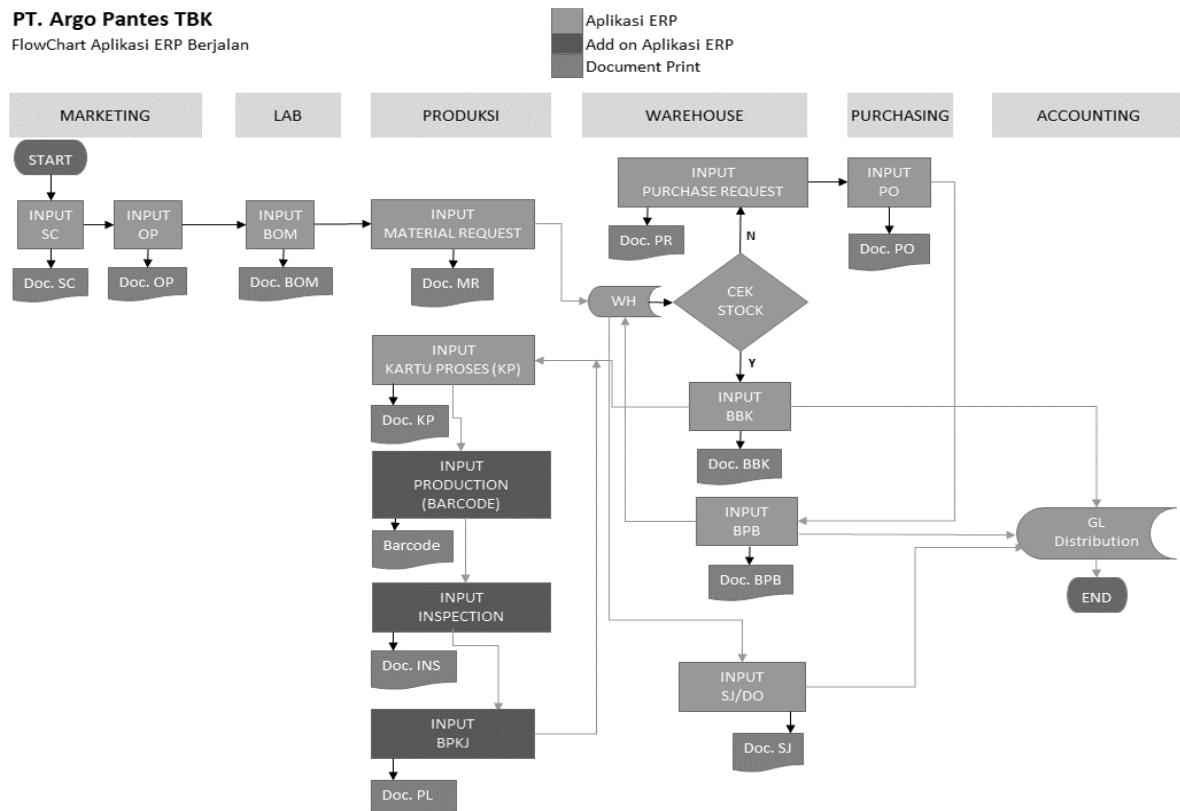 PT. Argo Pantes TBK
FlowChart Aplikasi ERP Berjalan
Aplikasi ERP
Add on Aplikasi ERP
Document Print
MARKETING
LAB
PRODUKSI
WAREHOUSE
PURCHASING
ACCOUNTING
START
INPUT
SC
INPUT
OP
INPUT
BOM
INPUT
MATERIAL REQUEST
INPUT
PURCHASE REQUEST
INPUT
PO
Doc. SC
Doc. OP
Doc. BOM
Doc. MR
Doc. PR
N
Doc. PO
WH
CEK
STOCK
Y
INPUT
KARTU PROSES (KP)
INPUT
BBK
Doc. KP
Doc. BBK
INPUT
PRODUCTION
(BARCODE)
INPUT
BPB
GL
Distribution
Barcode
Doc. BPB
END
INPUT
INSPECTION
Doc. INS
INPUT
SJ/DO
INPUT
BPKJ
Doc. SJ
Doc. PL